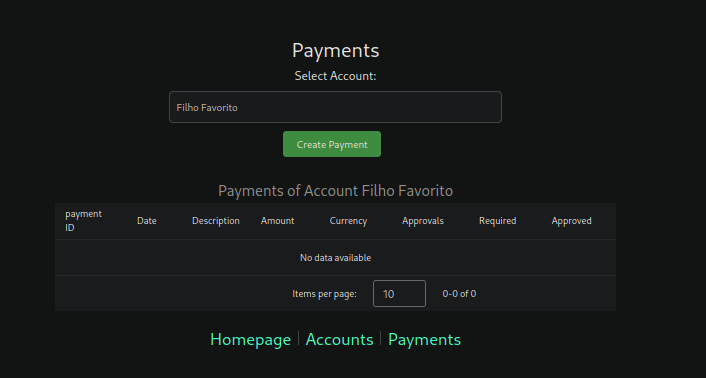 Payments
Select Account:
Filho Favorito
Create Payment
Payments of Account Filho Favorito
payment ID Date Description Amount Currency Approvals Required Approved
No data available
Items per page: 10 0-0 of 0
Homepage Accounts Payments